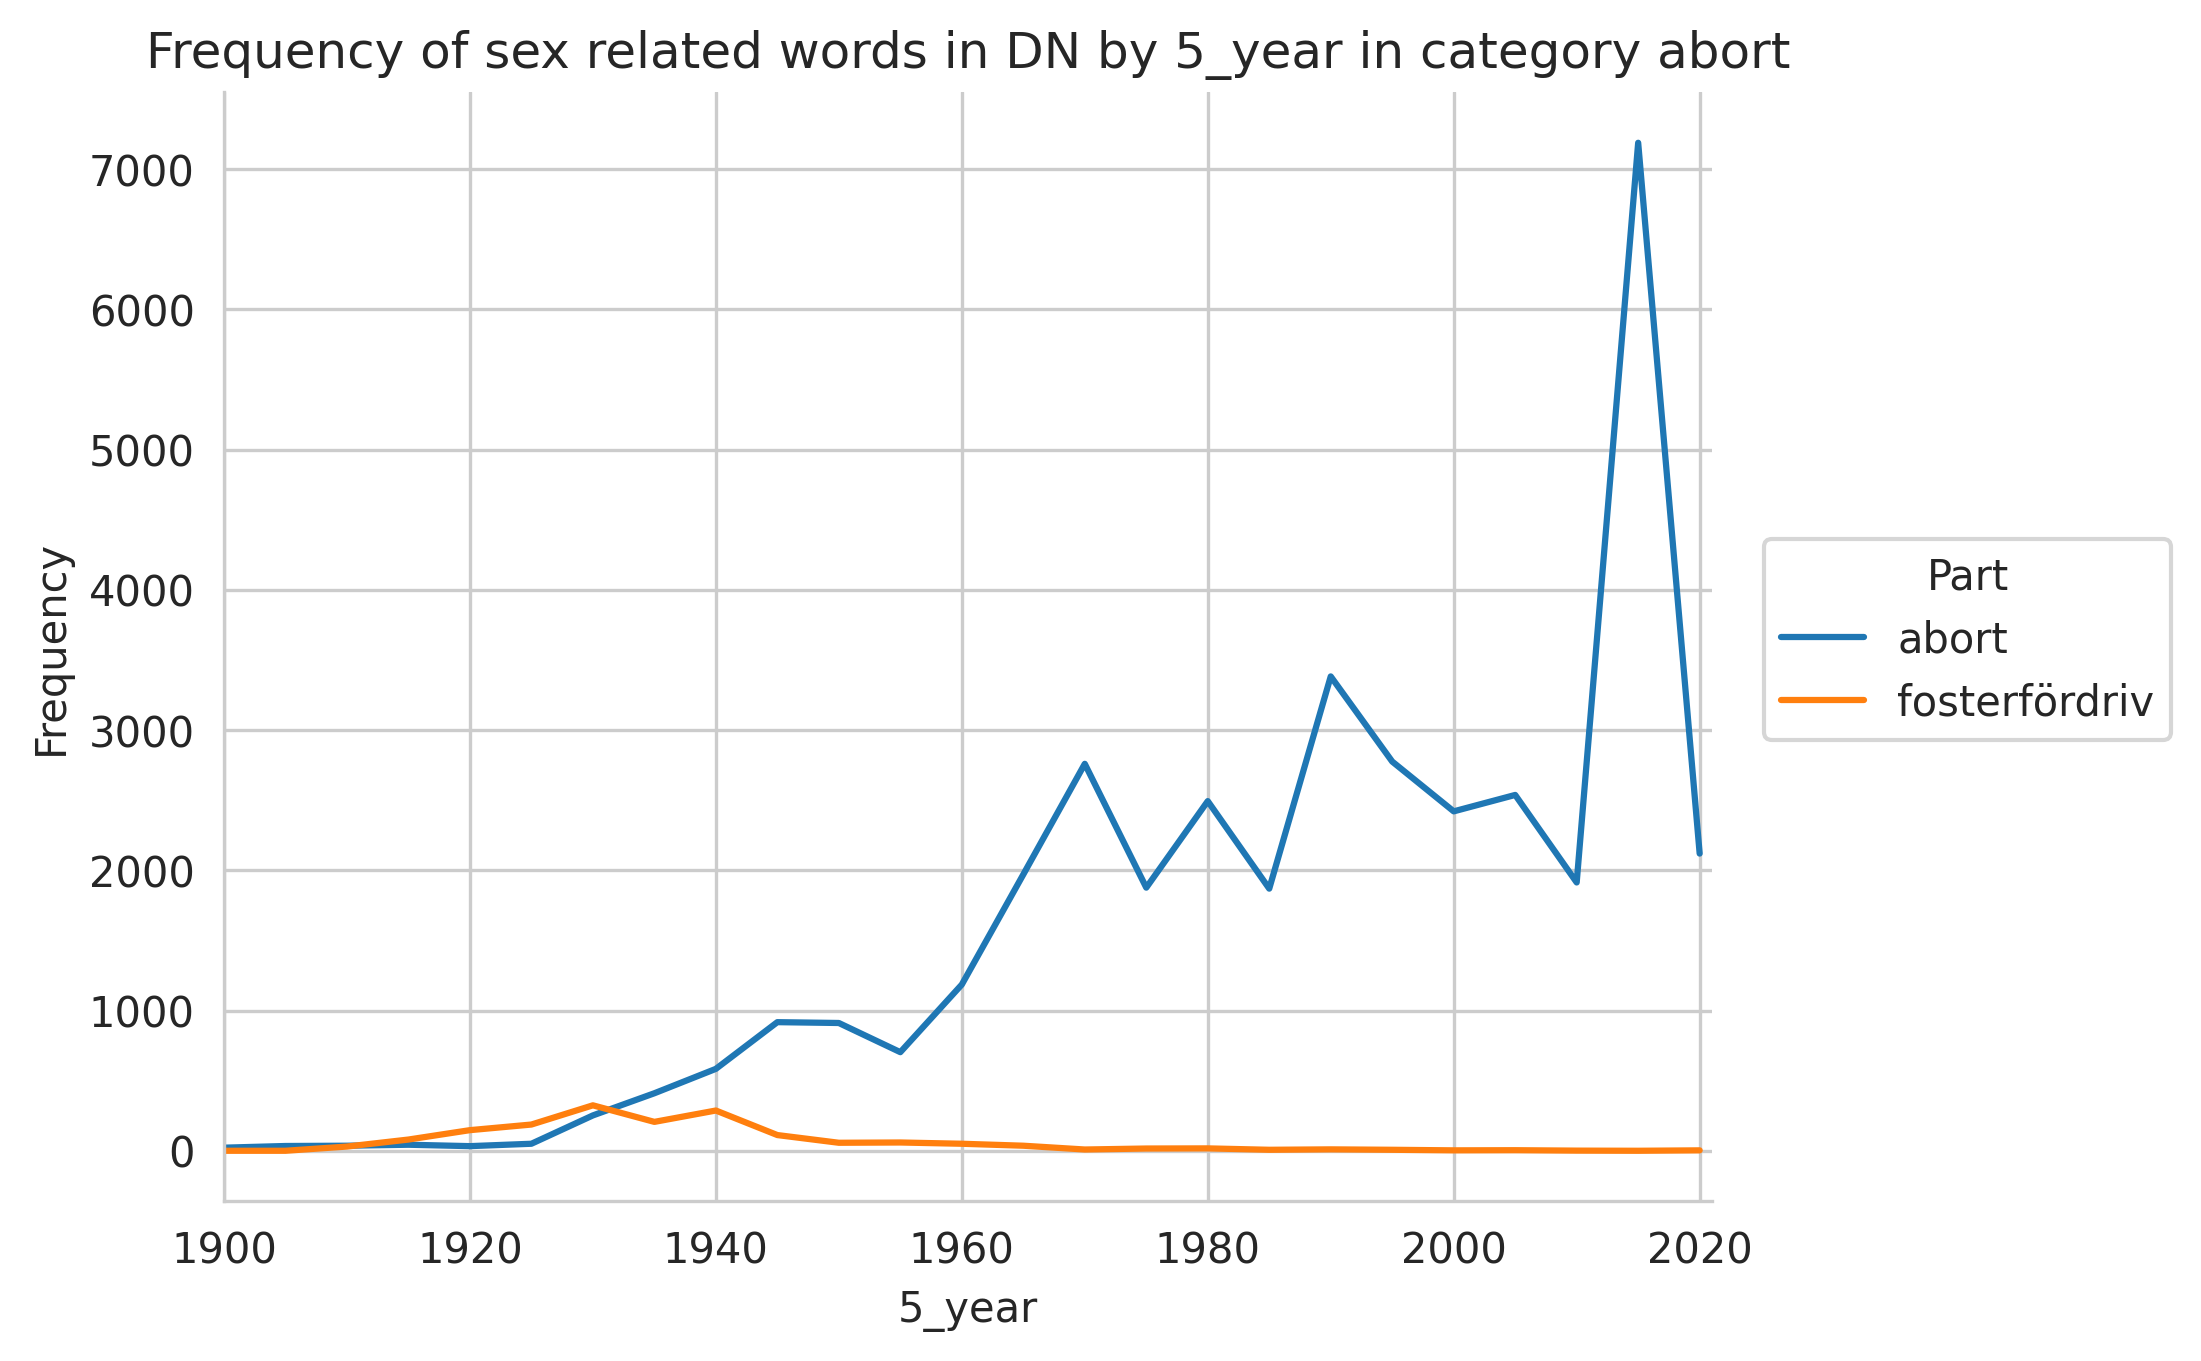 Frequency of sex related words in DN by 5_year in category abort
7000
6000
5000
4000
3000
2000
1000
0
Frequency
1900 1920 1940 1960 1980 2000 2020
5_year
Part
abort
fosterfördriv